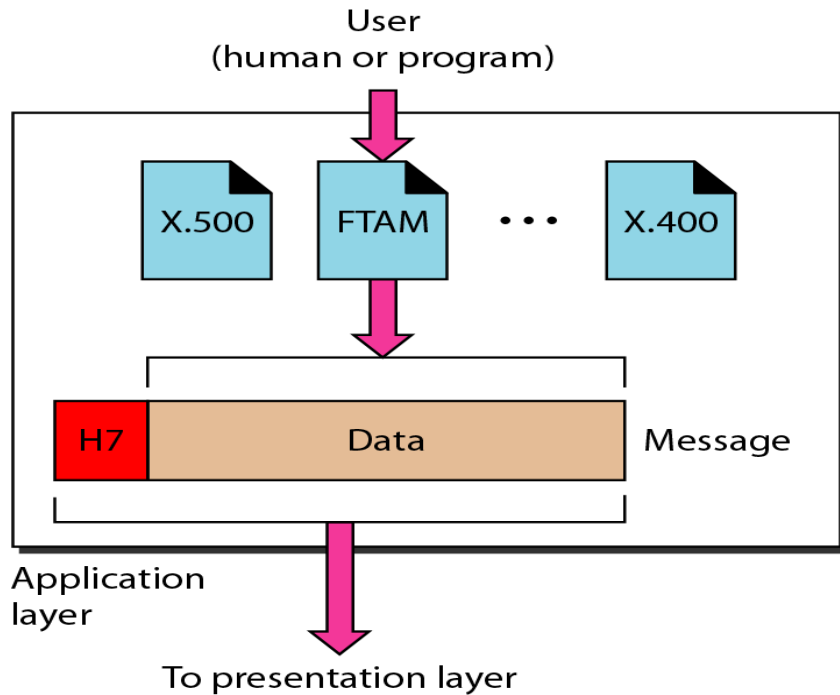 User
(human or program)
X.500
FTAM
...
X.400
H7
Data
Message
Application
layer
To presentation layer